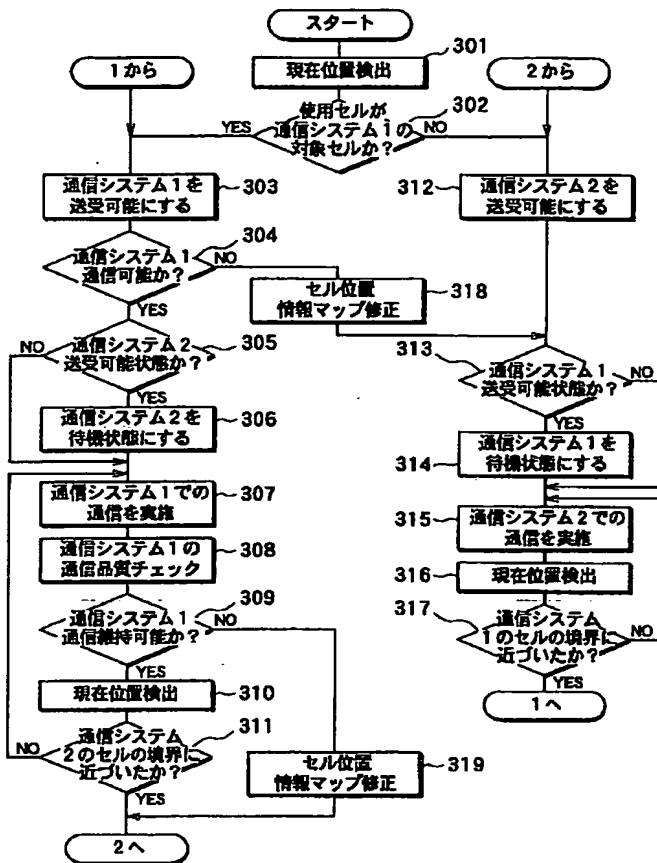 スタート
301
現在位置検出
1から
2から
使用セルが
通信システム1の
対象セルか?
302
YES
NO
通信システム1を
送受可能にする
303
312
通信システム2を
送受可能にする
通信システム1
通信可能か?
304
NO
YES
セル位置
情報マップ修正
318
通信システム2
送受可能状態か?
305
NO
YES
313
通信システム1
送受可能状態か?
NO
YES
通信システム2を
待機状態にする
306
314
通信システム1を
待機状態にする
通信システム1での
通信を実施
307
315
通信システム2での
通信を実施
通信システム1の
通信品質チェック
308
316
現在位置検出
通信システム1
通信維持可能か?
309
NO
YES
317
通信システム
1のセルの境界に
近づいたか?
NO
YES
1へ
現在位置検出
310
通信システム
2のセルの境界に
近づいたか?
311
NO
YES
セル位置
情報マップ修正
319
2へ